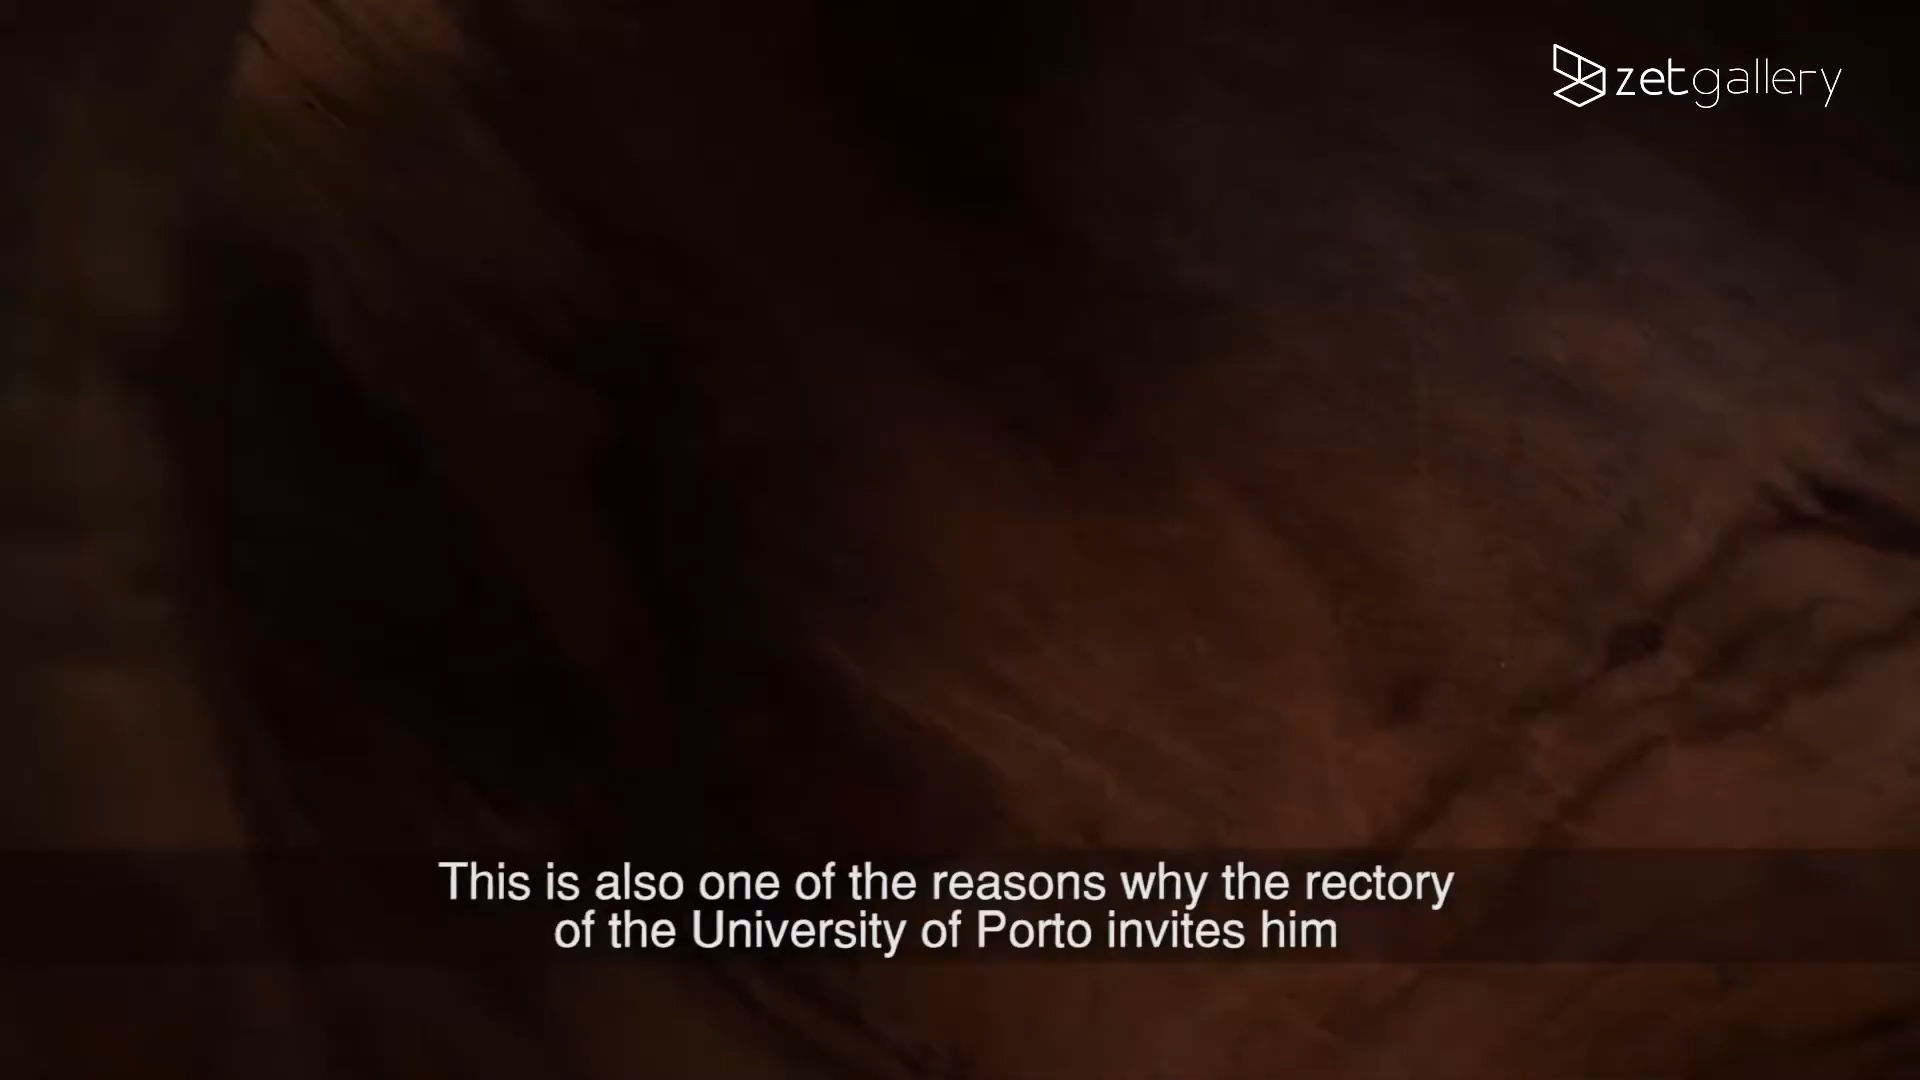 zetgallery
This is also one of the reasons why the rectory
of the University of Porto invites him